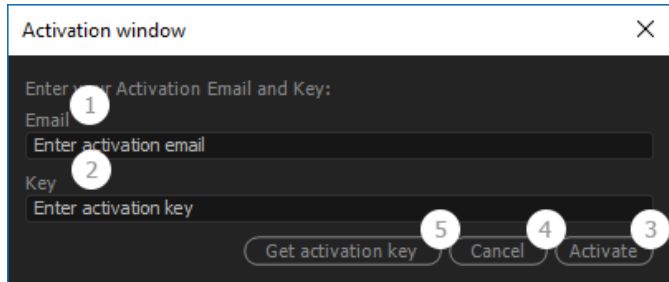 Activation window
Enter your Activation Email and Key:
1
Email
Enter activation email
2
Key
Enter activation key
5 4 3
Get activation key Cancel Activate